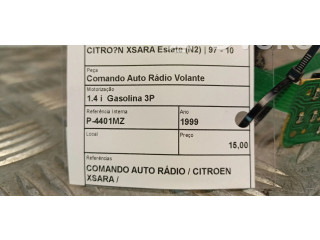 CITRO?N XSARA Estate (N2) | 97 - 10
Peça
Comando Auto Rádio Volante
Motorização
1.4 i Gasolina 3P
Referência Interna
P-4401MZ
Ano
1999
Local
Preço
15,00
Referências
COMANDO AUTO RÁDIO / CITROEN
XSARA /